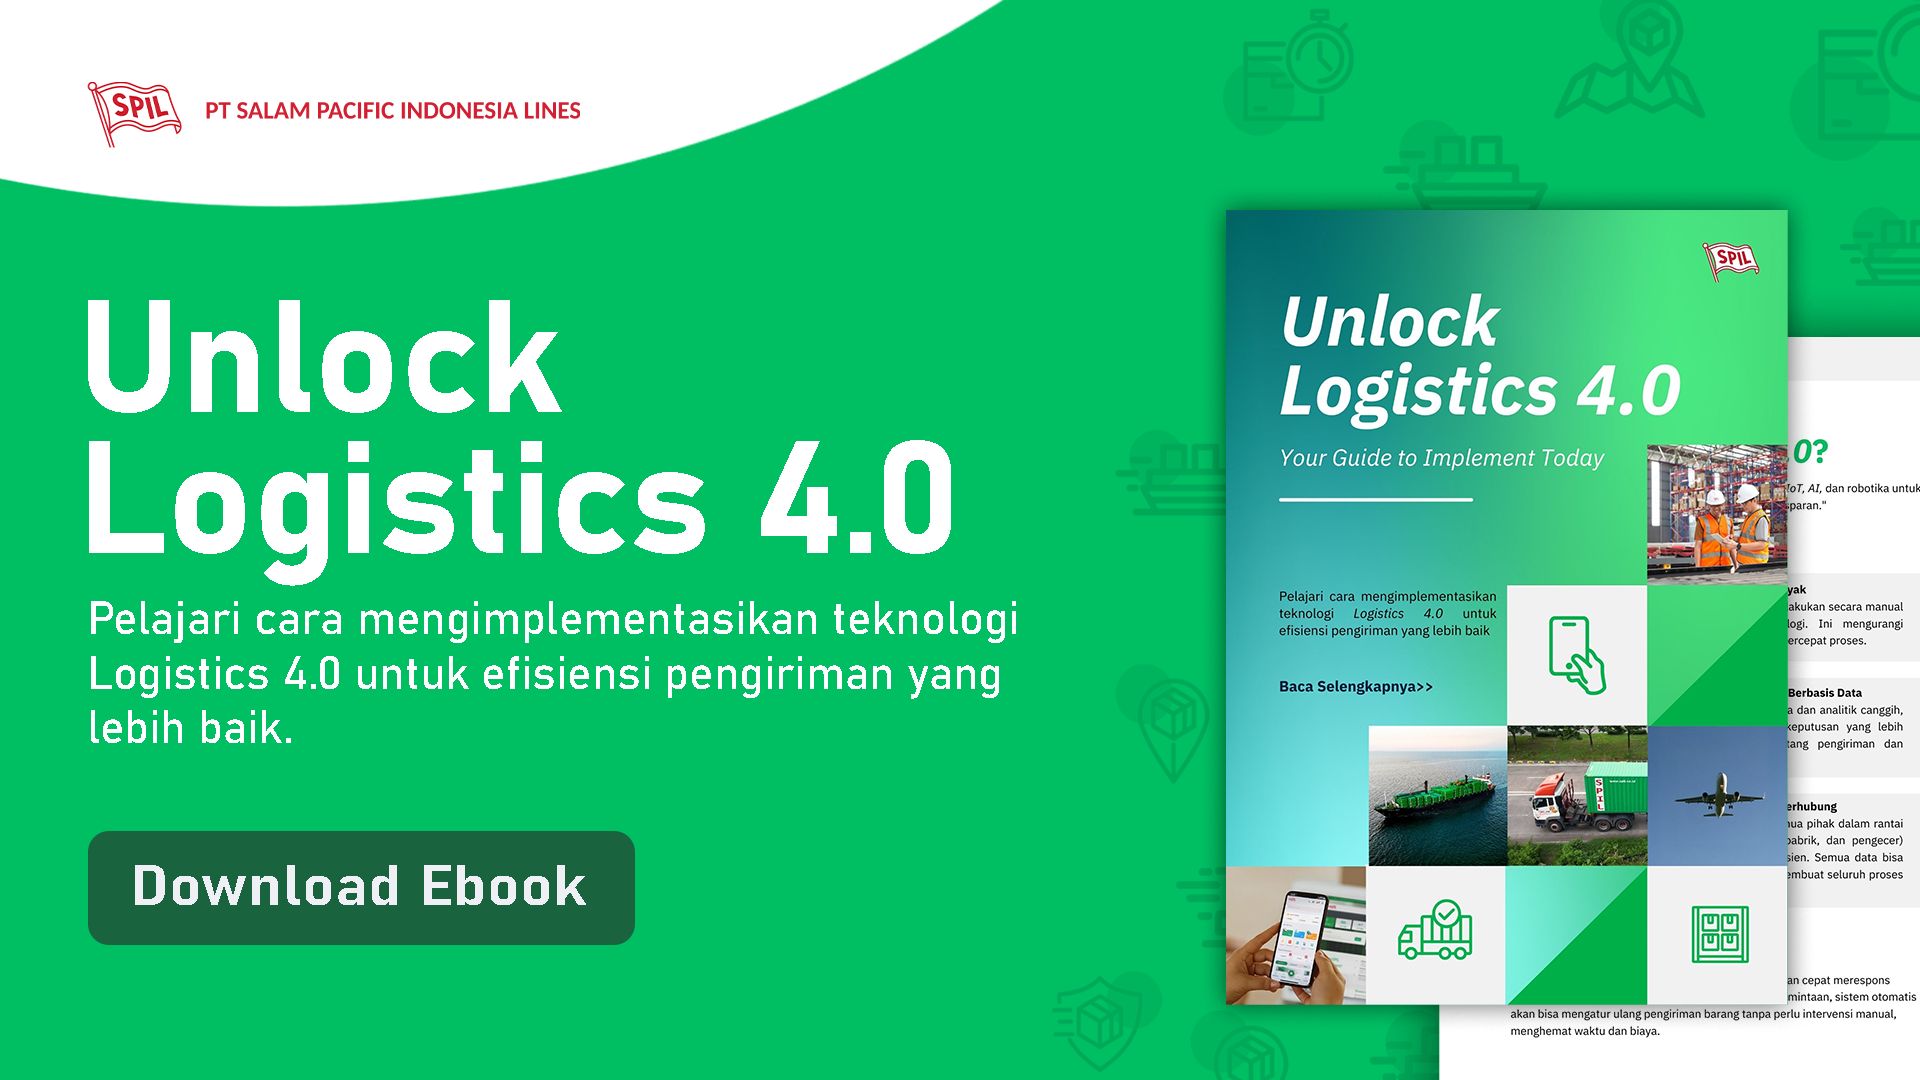 SPIL
PT SALAM PACIFIC INDONESIA LINES
Unlock
Logistics 4.0
Pelajari cara mengimplementasikan teknologi
Logistics 4.0 untuk efisiensi pengiriman yang
lebih baik.
Download Ebook
SPIL
Unlock
Logistics 4.0
Your Guide to Implement Today
Pelajari cara mengimplementasikan
teknologi Logistics 4.0 untuk
efisiensi pengiriman yang lebih baik
Baca Selengkapnya>>
SPIL
0?
IoT, AI, dan robotika untuk
sparan."
yak
akukan secara manual
logi. Ini mengurangi
ercepat proses.
Berbasis Data
a dan analitik canggih,
keputusan yang lebih
tang pengiriman dan
erhubung
nua pihak dalam rantai
pabrik, dan pengecer)
sien. Semua data bisa
embuat seluruh proses
an cepat merespons
mintaan, sistem otomatis
akan bisa mengatur ulang pengiriman barang tanpa perlu intervensi manual,
menghemat waktu dan biaya.